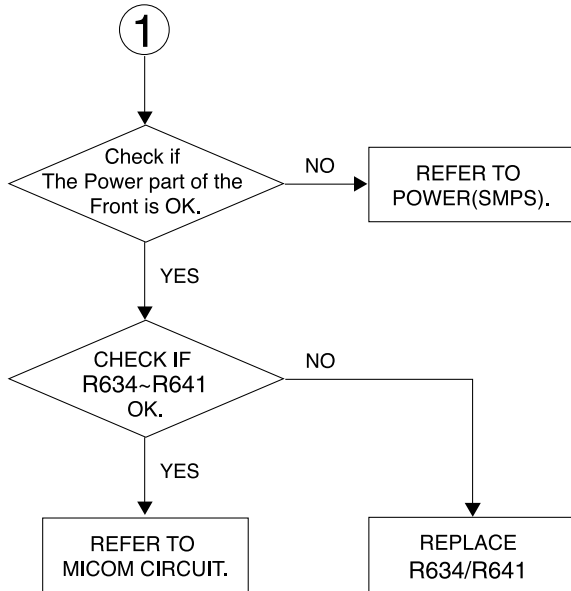 1
Check if
The Power part of the
Front is OK.
NO
REFER TO
POWER(SMPS).
YES
CHECK IF
R634~R641
OK.
NO
YES
REFER TO
MICOM CIRCUIT.
REPLACE
R634/R641